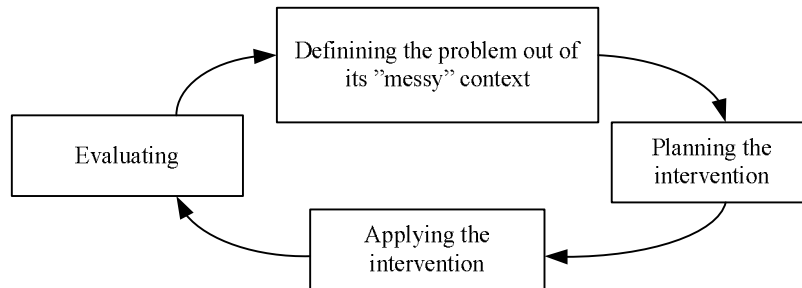 Definining the problem out of
its ”messy” context
Evaluating
Planning the
intervention
Applying the
intervention